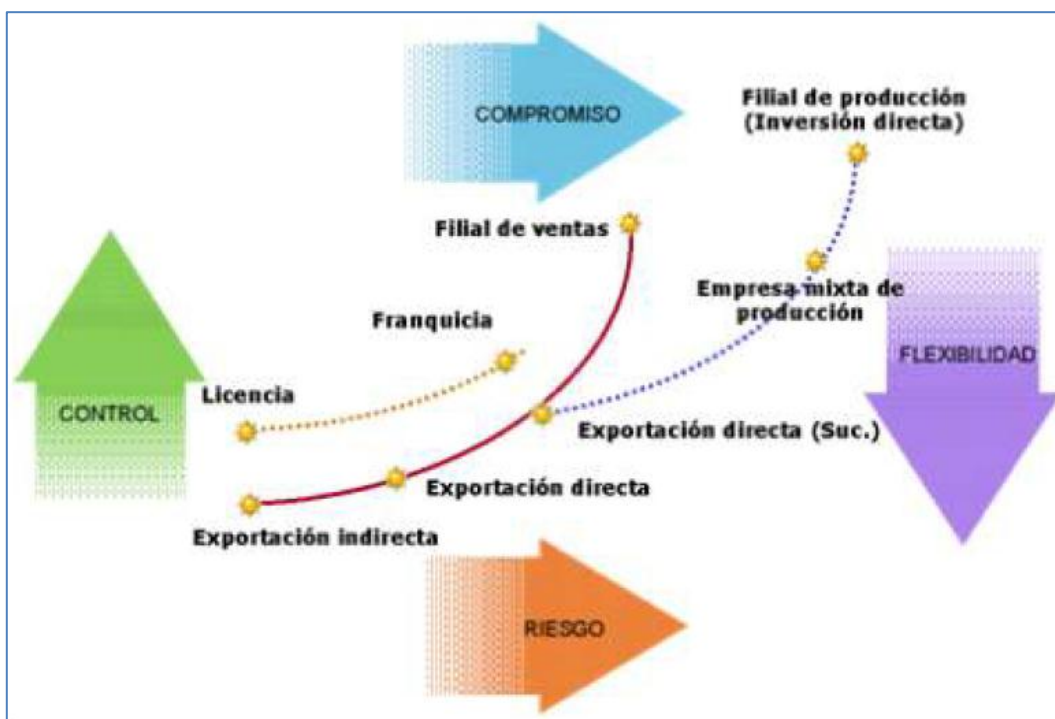 COMPROMISO
Filial de producción
(Inversión directa)
Filial de ventas
Empresa mixta de
producción
Franquicia
FLEXIBILIDAD
Licencia
CONTROL
Exportación directa (Suc.)
Exportación directa
Exportación indirecta
RIESGO